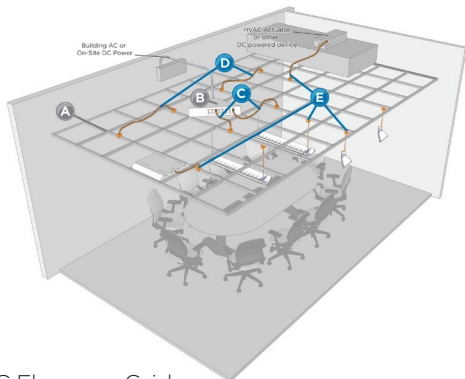 HVAC Actuator
or other
DC powered device
Building AC or
On-Site DC Power
D
A
B
C
E